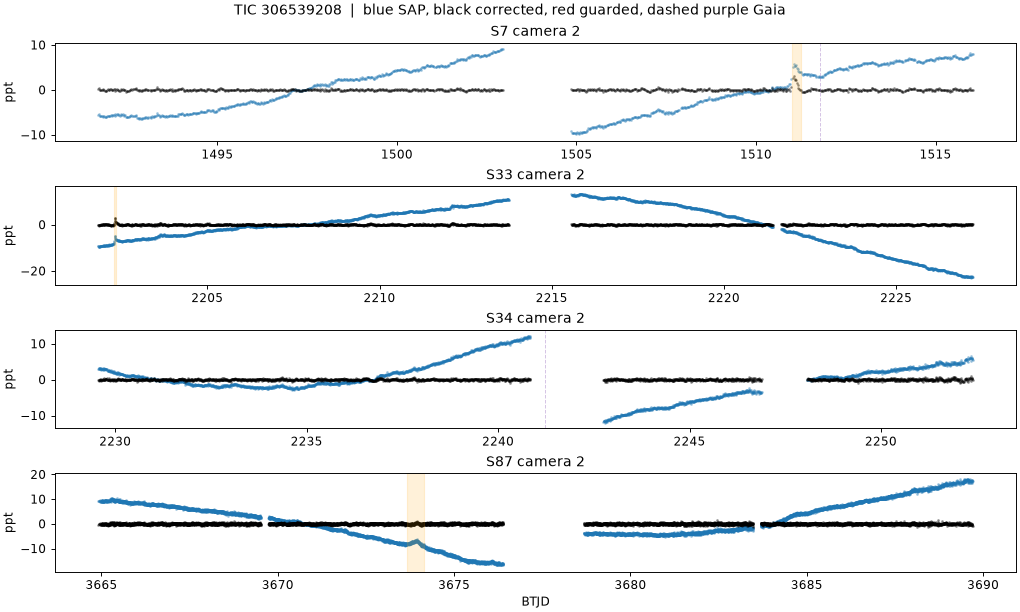 TIC 306539208 | blue SAP, black corrected, red guarded, dashed purple Gaia
S7 camera 2
ppt
10
0
−10
1495 1500 1505 1510 1515
S33 camera 2
ppt
0
−20
2205 2210 2215 2220 2225
S34 camera 2
ppt
10
0
−10
2230 2235 2240 2245 2250
S87 camera 2
ppt
20
10
0
−10
3665 3670 3675 3680 3685 3690
BTJD